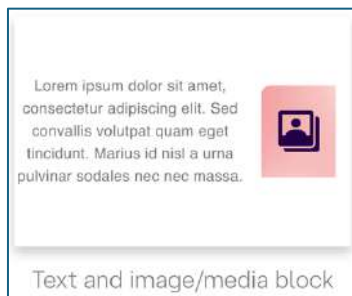 Lorem ipsum dolor sit amet,
consectetur adipiscing elit. Sed
convallis volutpat quam eget
tincidunt. Marius id nisl a urna
pulvinar sodales nec nec massa.
Text and image/media block